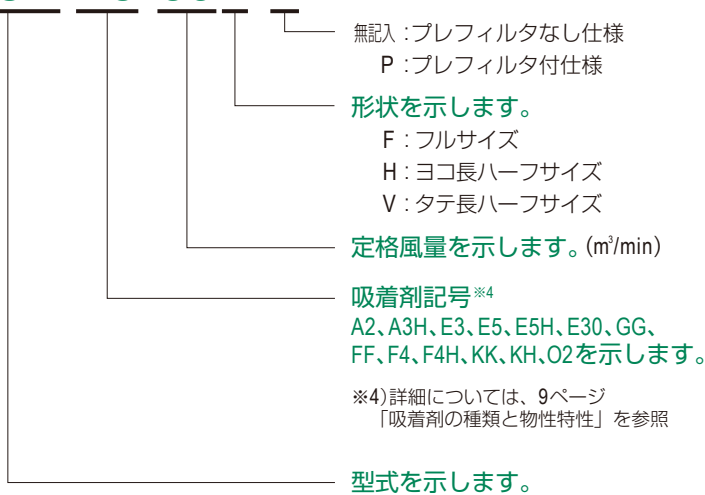 無記入：プレフィルタなし仕様
P：プレフィルタ付仕様
形状を示します。
F：フルサイズ
H：ヨコ長ハーフサイズ
V：タテ長ハーフサイズ
定格風量を示します。(m³/min)
吸着剤記号※4
A2、A3H、E3、E5、E5H、E30、GG、
FF、F4、F4H、KK、KH、O2を示します。
※4)詳細については、9ページ
「吸着剤の種類と物性特性」を参照
型式を示します。